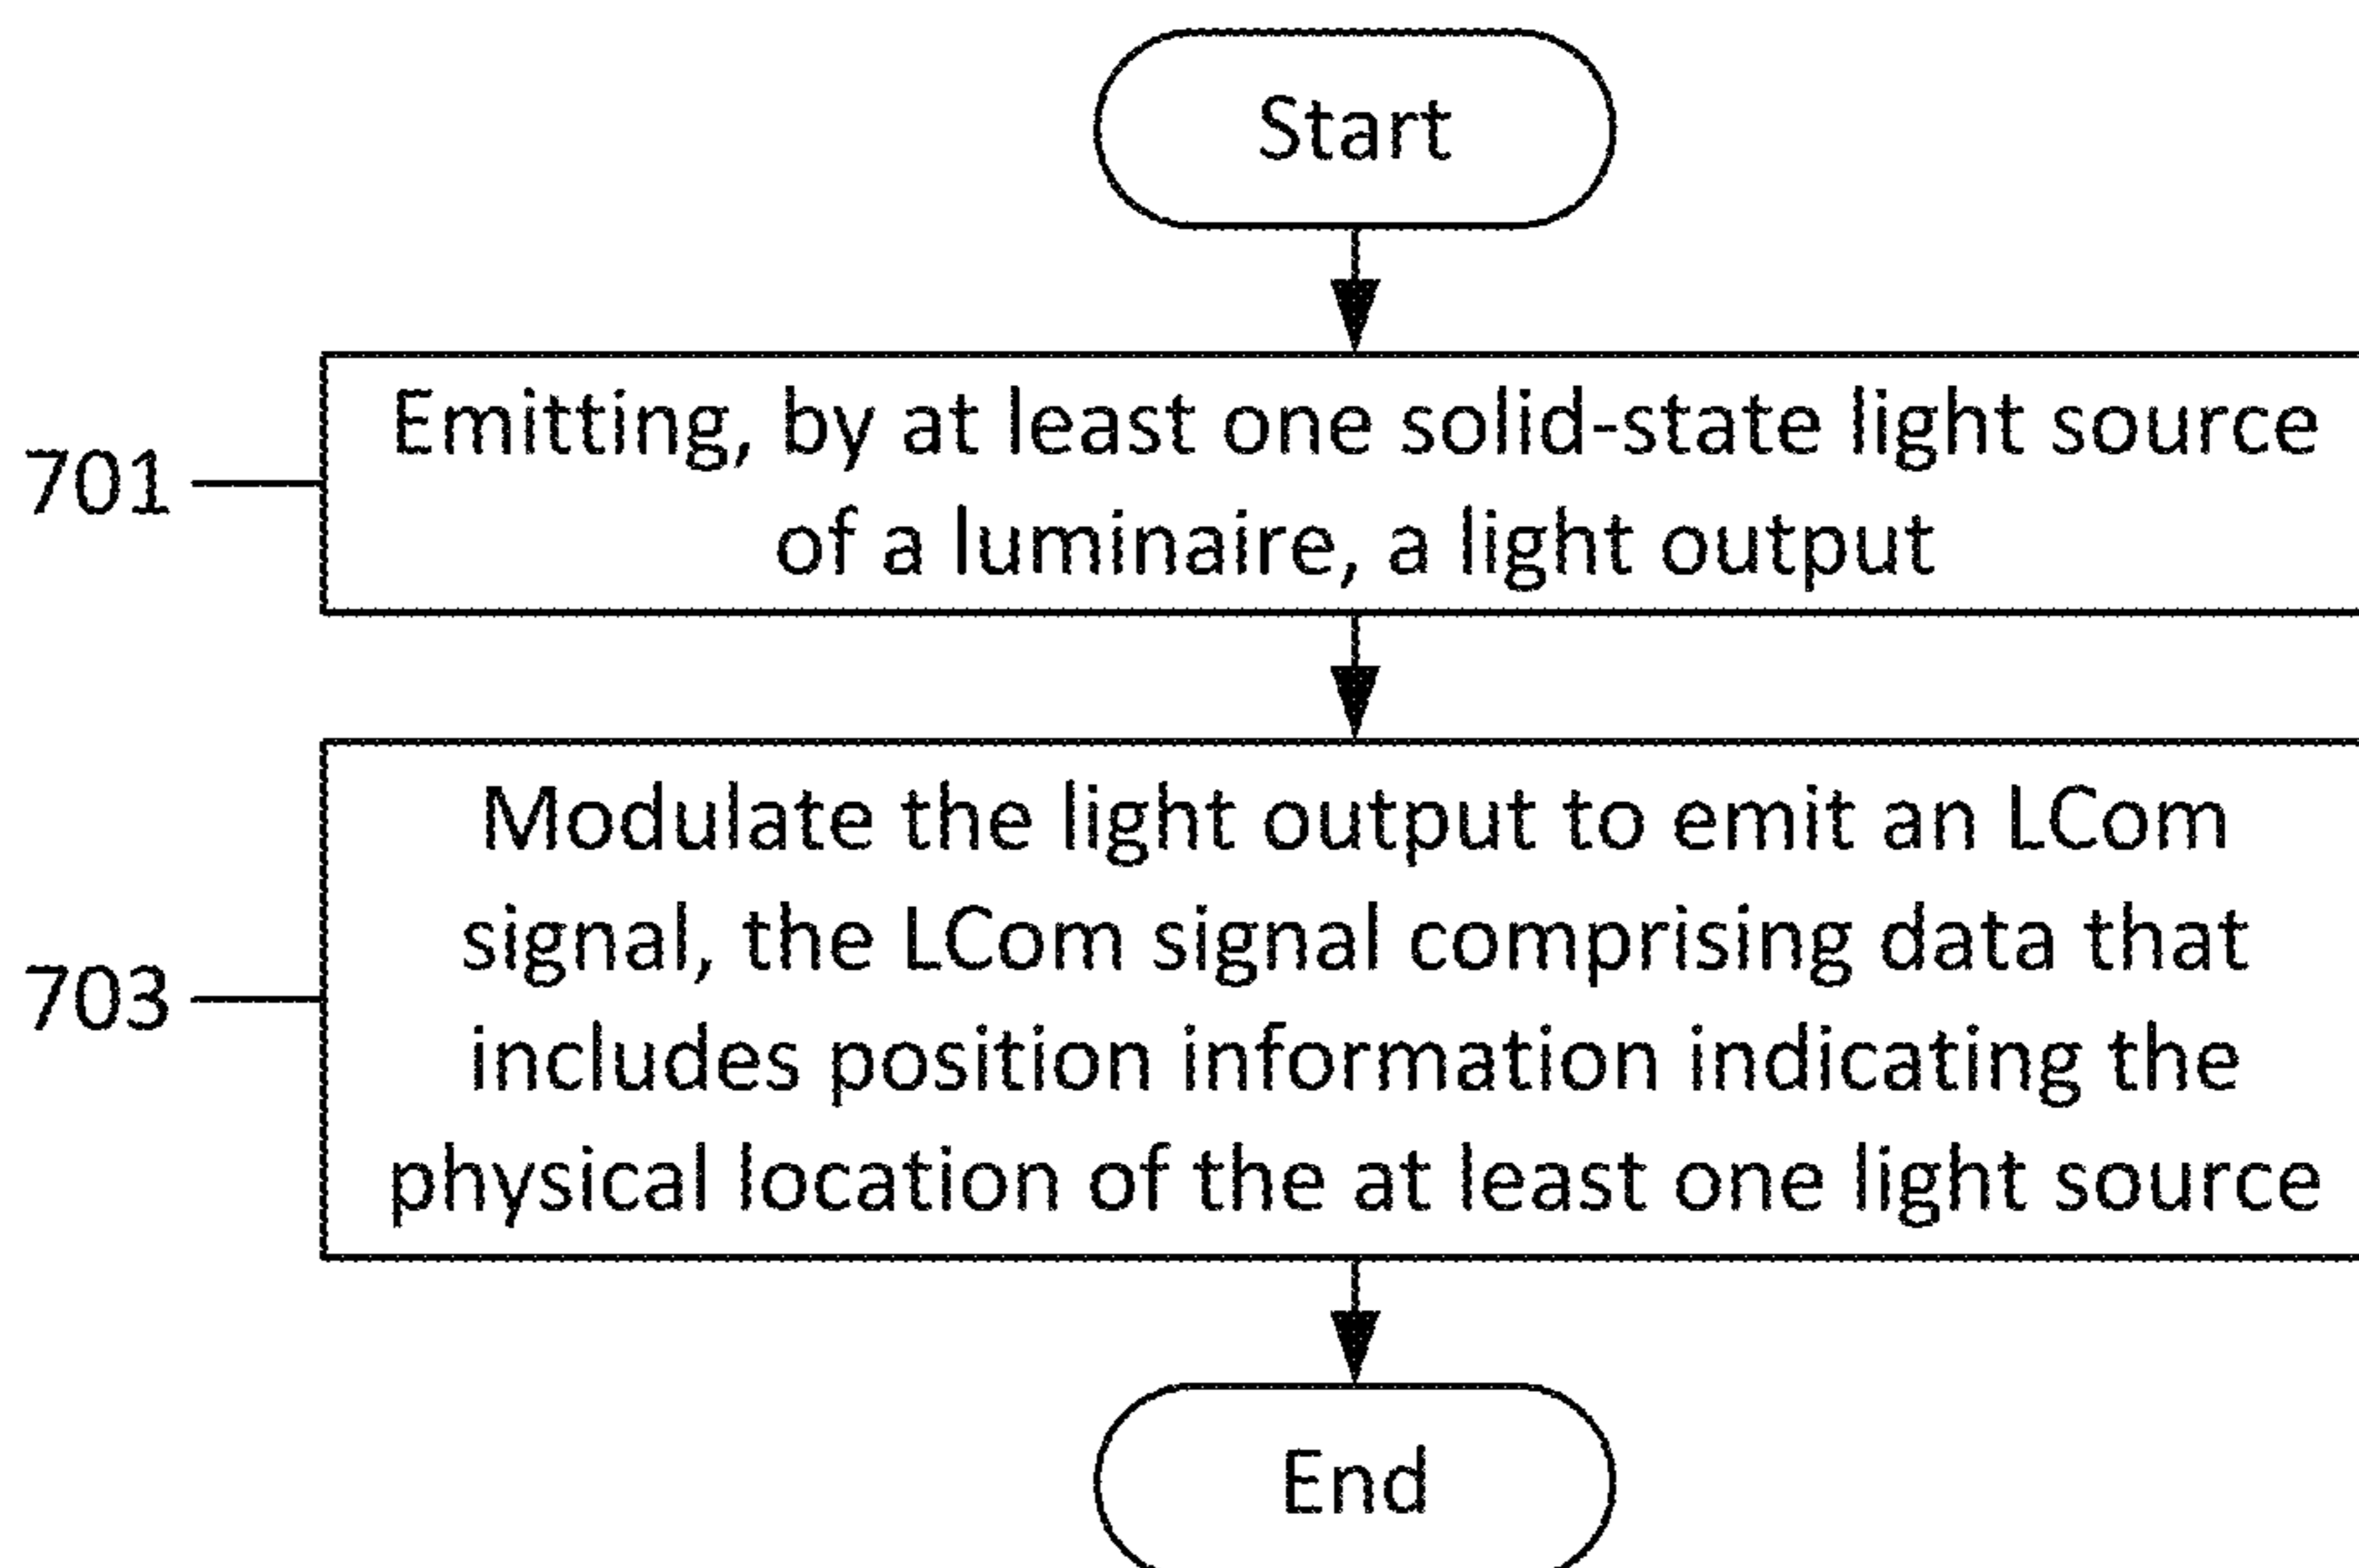 Start
701
Emitting, by at least one solid-state light source
of a luminaire, a light output
703
Modulate the light output to emit an LCom
signal, the LCom signal comprising data that
includes position information indicating the
physical location of the at least one light source
End